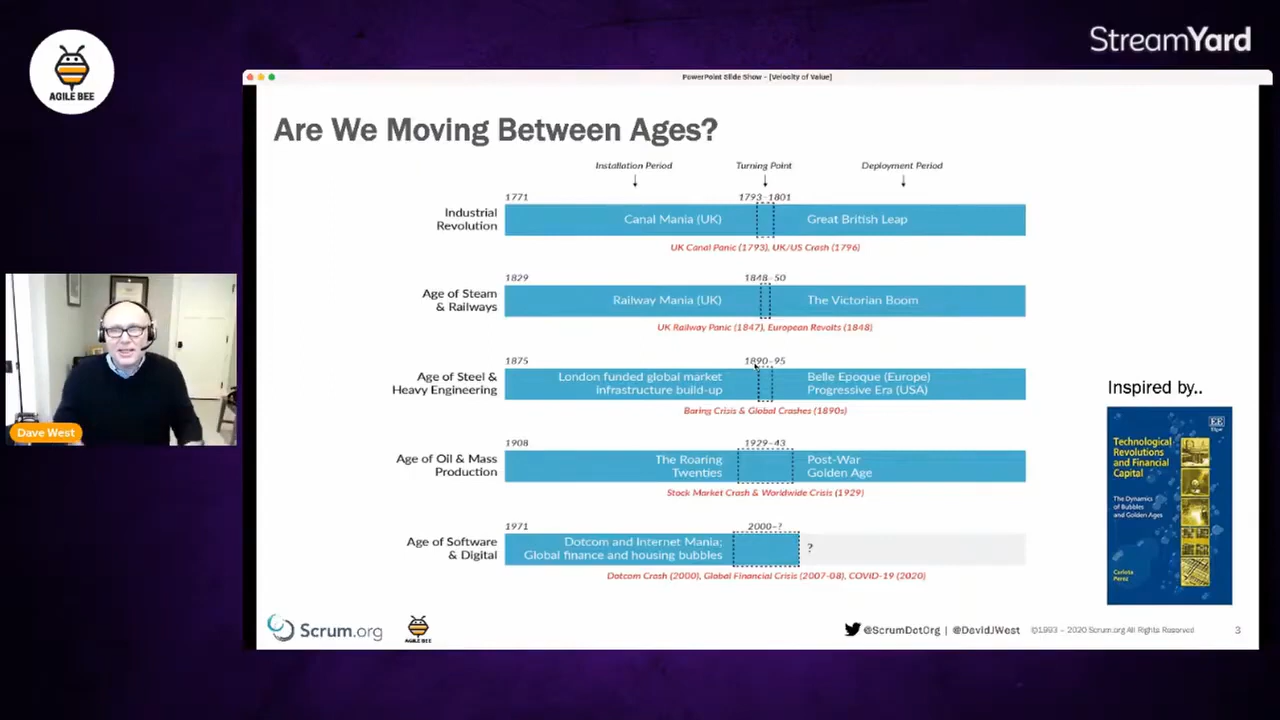 StreamYard
AGILE BEE
PowerPoint Slide Show - [Velocity of Value]
Are We Moving Between Ages?
Installation Period
Turning Point
Deployment Period
1771
1793-1801
Industrial
Revolution
Canal Mania (UK)
Great British Leap
UK Canal Panic (1793), UK/US Crash (1796)
1829
1848-50
Age of Steam
& Railways
Railway Mania (UK)
The Victorian Boom
UK Railway Panic (1847), European Revolts (1848)
1875
1890-95
Age of Steel &
Heavy Engineering
London funded global market
infrastructure build-up
Belle Epoque (Europe)
Progressive Era (USA)
Baring Crisis & Global Crashes (1890s)
1908
1929-43
Age of Oil & Mass
Production
The Roaring
Twenties
Post-War
Golden Age
Stock Market Crash & Worldwide Crisis (1929)
1971
2000-?
Age of Software
& Digital
Dotcom and Internet Mania;
Global finance and housing bubbles
?
Datcom Crash (2000), Global Financial Crisis (2007-08), COVID-19 (2020)
Inspired by..
EE
Elgar
Technological
Revolutions
and Financial
Capital
The Dynamics
of Bubbles
and Golden Ages
Carlota
Perez
Dave West
Scrum.org
AGILE BEE
@ScrumDotOrg | @DavidJWest
©1993 – 2020 Scrum.org All Rights Reserved
3